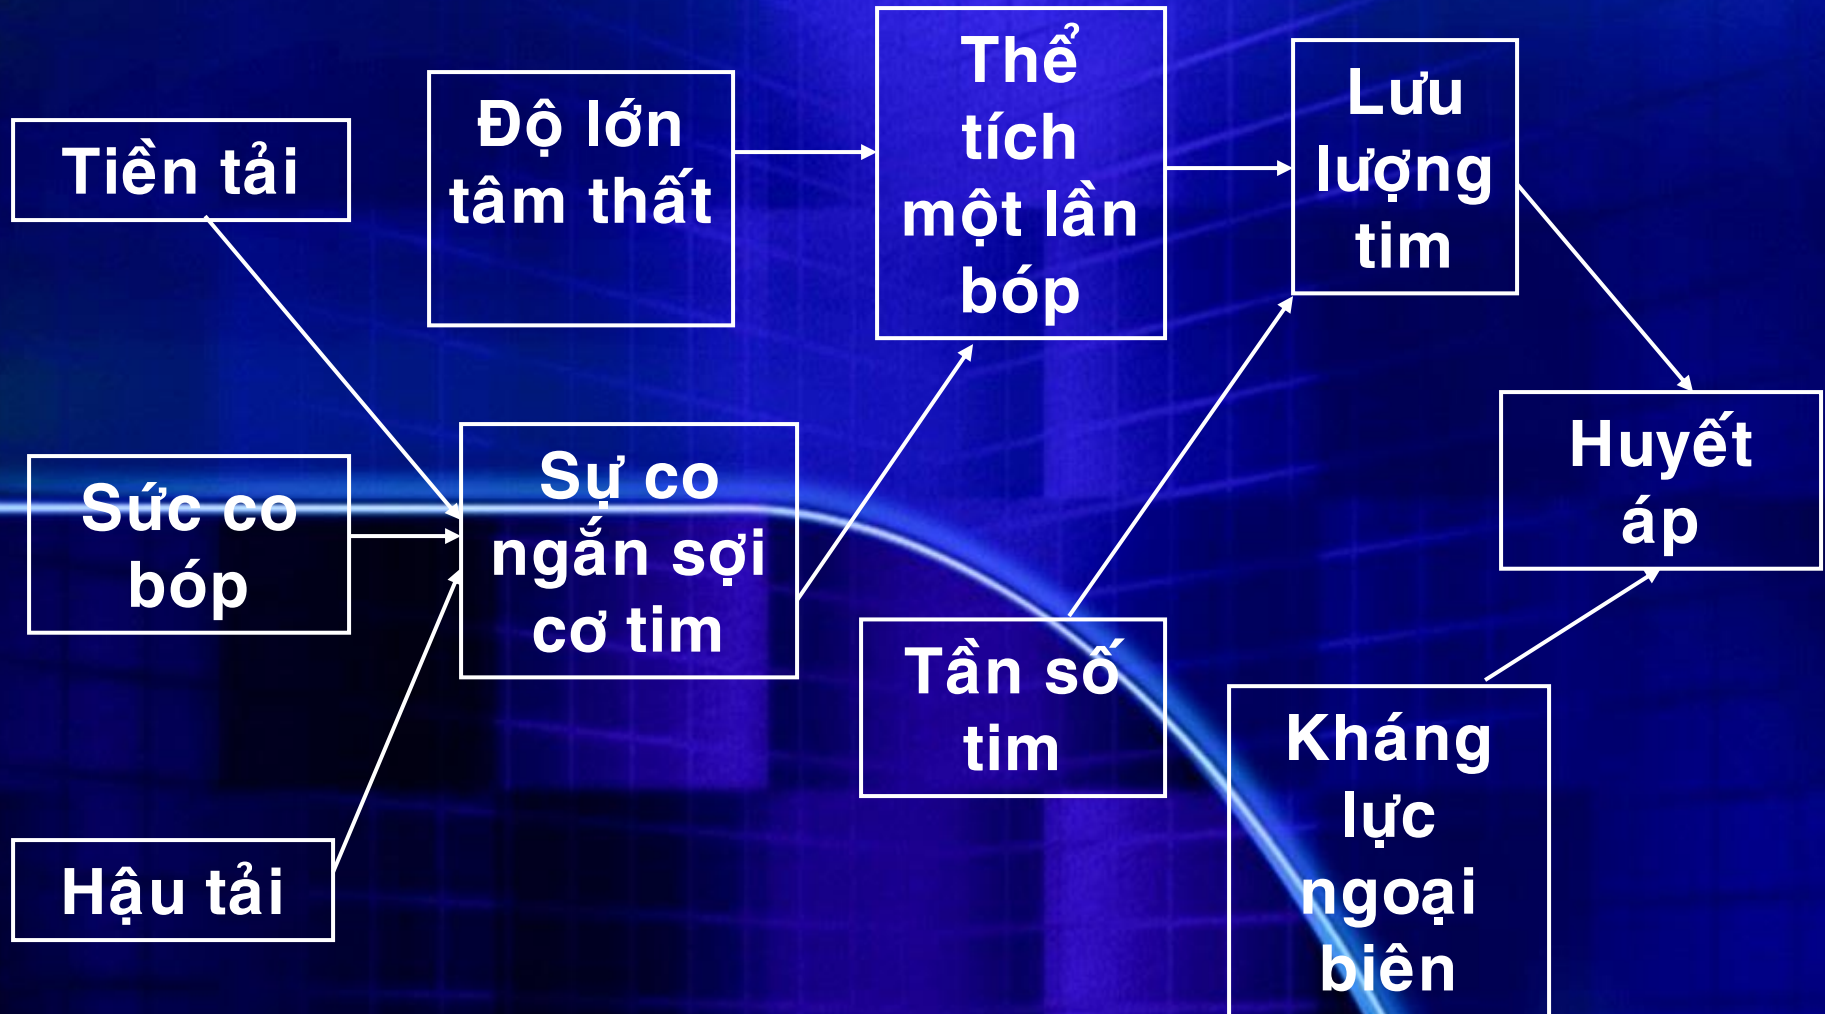 Tiền tải
Độ lớn
tâm thất
Thể
tích
một lần
bóp
Lưu
lượng
tim
Sức co
bóp
Sự co
ngắn sợi
cơ tim
Huyết
áp
Tần số
tim
Kháng
lực
ngoại
biên
Hậu tải